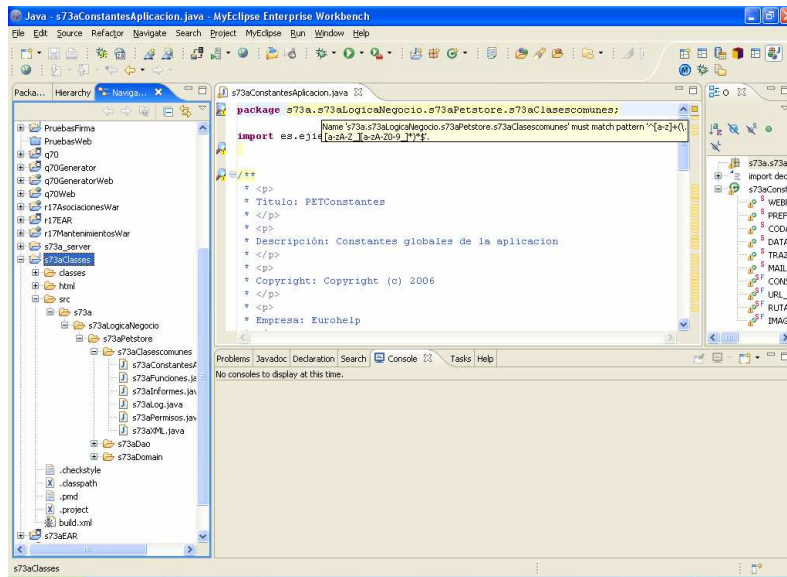 Java - s73aConstantesAplicacion.java - MyEclipse Enterprise Workbench
File Edit Source Refactor Navigate Search Project MyEclipse Run Window Help
Packa... Hierarchy Naviga...
PruebasFirma
PruebasWeb
q70
q70Generator
q70GeneratorWeb
q70Web
r17AsociacionesWar
r17EAR
r17MantenimientosWar
s73a_server
s73aClasses
classes
html
src
s73a
s73aLogicaNegocio
s73aPetstore
s73aClasescomunes
s73aConstantesA
s73aFunciones.ja
s73aInformes.jav
s73aLog.java
s73aPermisos.jav
s73aXML.java
s73aDao
s73aDomain
.checkstyle
.classpath
.pmd
.project
build.xml
s73aEAR
s73aConstantesAplicacion.java
package s73a.s73aLogicaNegocio.s73aPetstore.s73aClasescomunes;
import es.ejie
Name 's73a.s73aLogicaNegocio.s73aPetstore.s73aClasescomunes' must match pattern '^[a-z]+(\.
[a-zA-Z_][a-zA-Z0-9_]*)*$'.
/**
* <p>
* Titulo: PETConstantes
* </p>
* <p>
* Descripción: Constantes globales de la aplicacion
* </p>
* <p>
* Copyright: Copyright (c) 2006
* </p>
* <p>
* Empresa: Eurohelp
O
s73a.s73a
import dec
s73aConst
WEBF
PREF
CODA
DATA
TRAZ
MAIL
CONS
URL_
RUTA
IMAG
Problems Javadoc Declaration Search Console Tasks Help
No consoles to display at this time.
s73aClasses